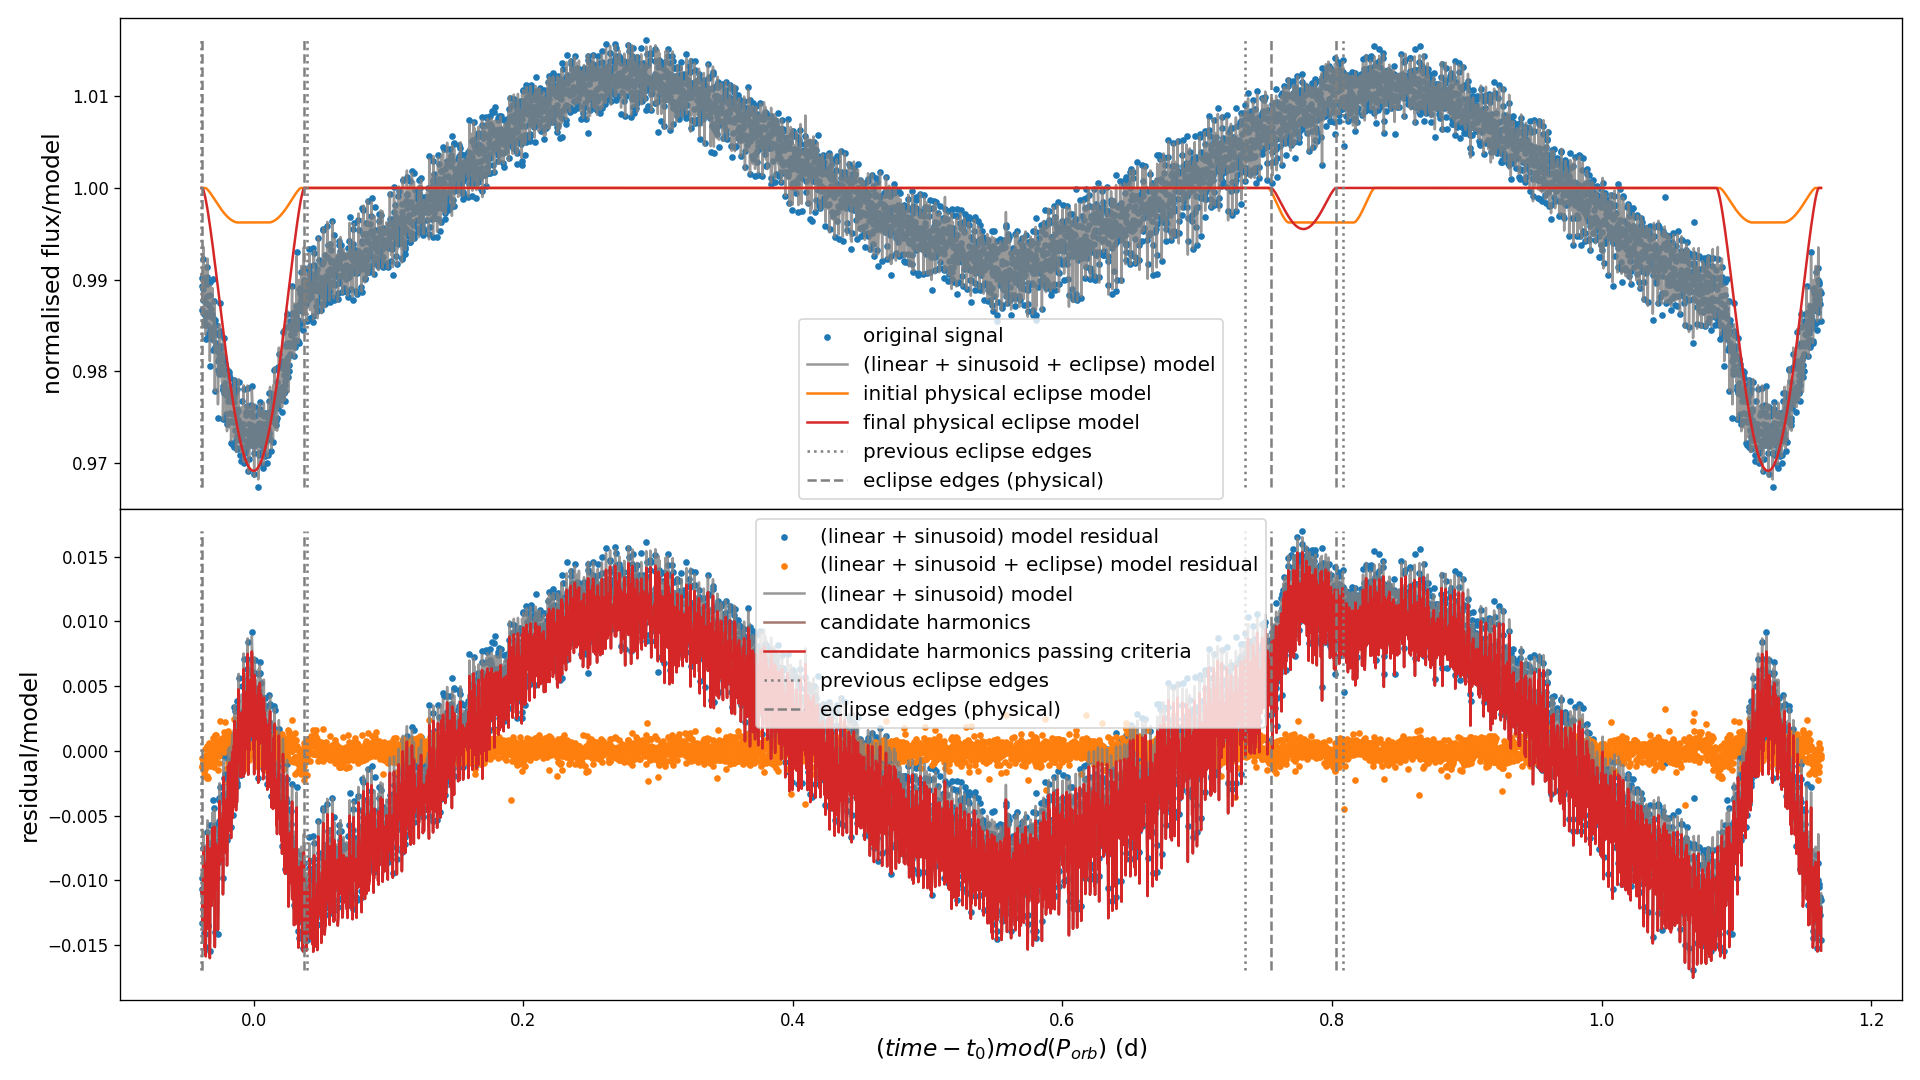 normalised flux/model
1.01
1.00
0.99
0.98
0.97
original signal
(linear + sinusoid + eclipse) model
initial physical eclipse model
final physical eclipse model
previous eclipse edges
eclipse edges (physical)
residual/model
0.015
0.010
0.005
0.000
−0.005
−0.010
−0.015
(linear + sinusoid) model residual
(linear + sinusoid + eclipse) model residual
(linear + sinusoid) model
candidate harmonics
candidate harmonics passing criteria
previous eclipse edges
eclipse edges (physical)
0.0 0.2 0.4 0.6 0.8 1.0 1.2
(time − t₀)mod(Pₒᵣb) (d)